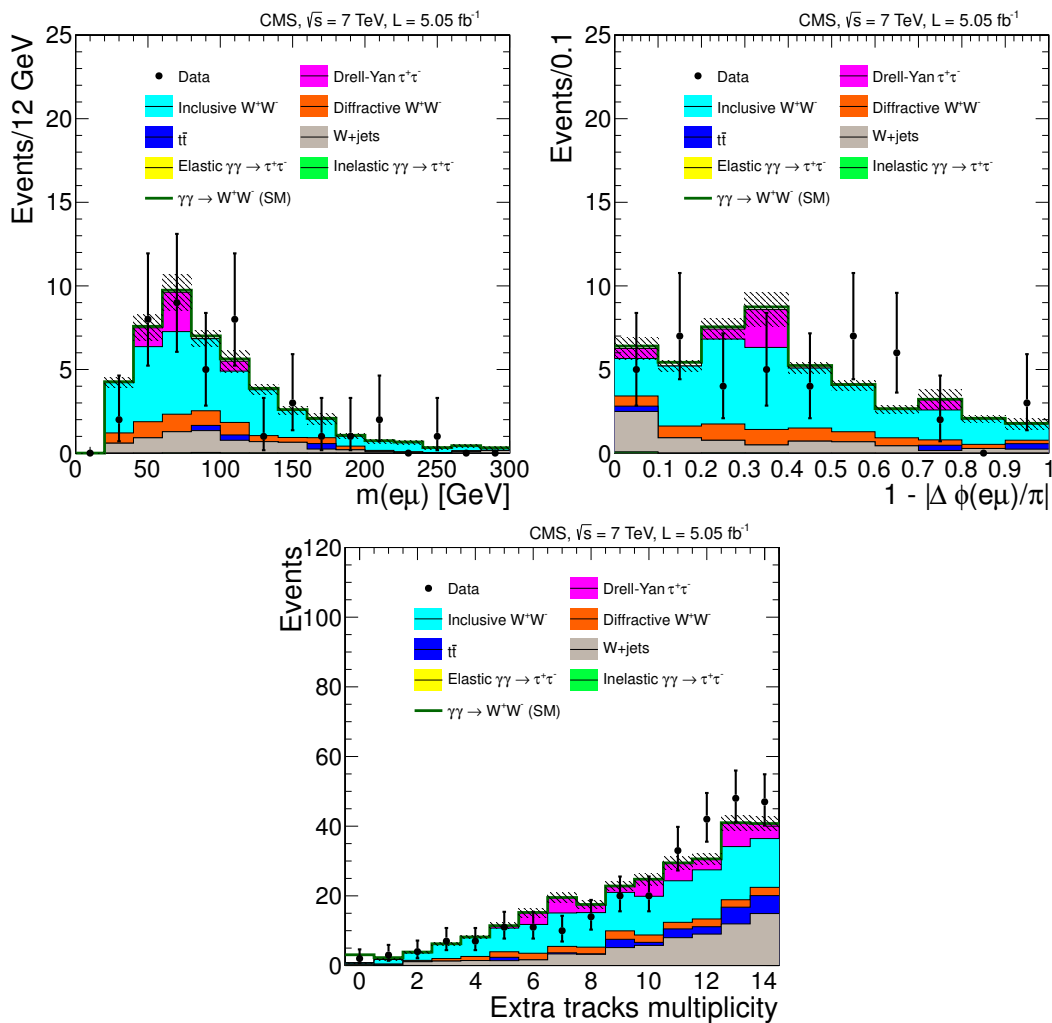 CMS, √s = 7 TeV, L = 5.05 fb⁻¹
Events/12 GeV
25
20
15
10
5
0
Data
Drell-Yan τ⁺τ⁻
Inclusive W⁺W⁻
Diffractive W⁺W⁻
tt̄
W+jets
Elastic γγ → τ⁺τ⁻
Inelastic γγ → τ⁺τ⁻
γγ → W⁺W⁻ (SM)
0 50 100 150 200 250 300
m(eμ) [GeV]
CMS, √s = 7 TeV, L = 5.05 fb⁻¹
Events/0.1
25
20
15
10
5
0
Data
Drell-Yan τ⁺τ⁻
Inclusive W⁺W⁻
Diffractive W⁺W⁻
tt̄
W+jets
Elastic γγ → τ⁺τ⁻
Inelastic γγ → τ⁺τ⁻
γγ → W⁺W⁻ (SM)
0 0.1 0.2 0.3 0.4 0.5 0.6 0.7 0.8 0.9 1
1 - |Δ φ(eμ)/π|
CMS, √s = 7 TeV, L = 5.05 fb⁻¹
Events
120
100
80
60
40
20
0
Data
Drell-Yan τ⁺τ⁻
Inclusive W⁺W⁻
Diffractive W⁺W⁻
tt̄
W+jets
Elastic γγ → τ⁺τ⁻
Inelastic γγ → τ⁺τ⁻
γγ → W⁺W⁻ (SM)
0 2 4 6 8 10 12 14
Extra tracks multiplicity